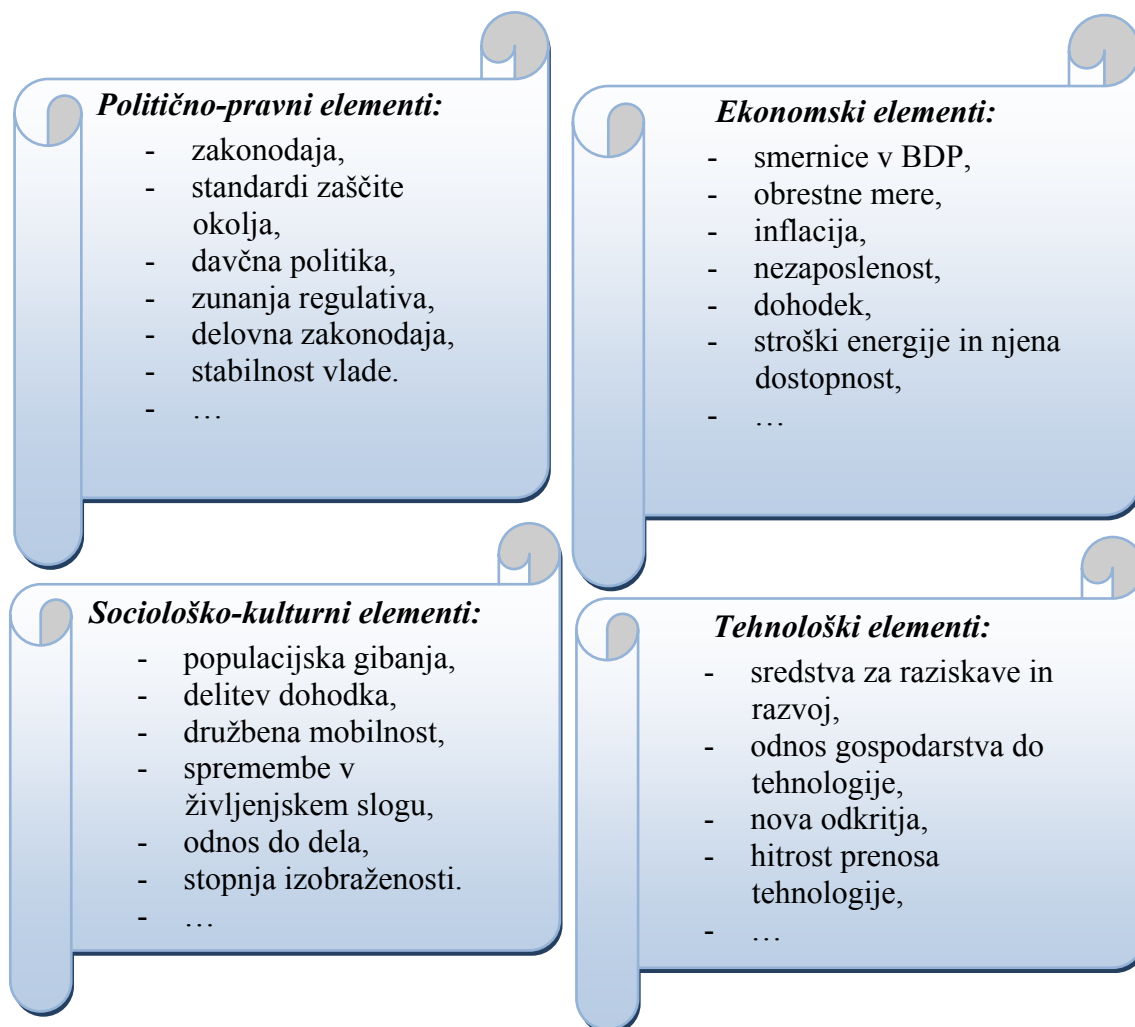 Politično-pravni elementi:
- zakonodaja,
- standardi zaščite
okolja,
- davčna politika,
- zunanja regulativa,
- delovna zakonodaja,
- stabilnost vlade.
- …
Ekonomski elementi:
- smernice v BDP,
- obrestne mere,
- inflacija,
- nezaposlenost,
- dohodek,
- stroški energije in njena
dostopnost,
- …
Sociološko-kulturni elementi:
- populacijska gibanja,
- delitev dohodka,
- družbena mobilnost,
- spremembe v
življenjskem slogu,
- odnos do dela,
- stopnja izobraženosti.
- …
Tehnološki elementi:
- sredstva za raziskave in
razvoj,
- odnos gospodarstva do
tehnologije,
- nova odkritja,
- hitrost prenosa
tehnologije,
- …